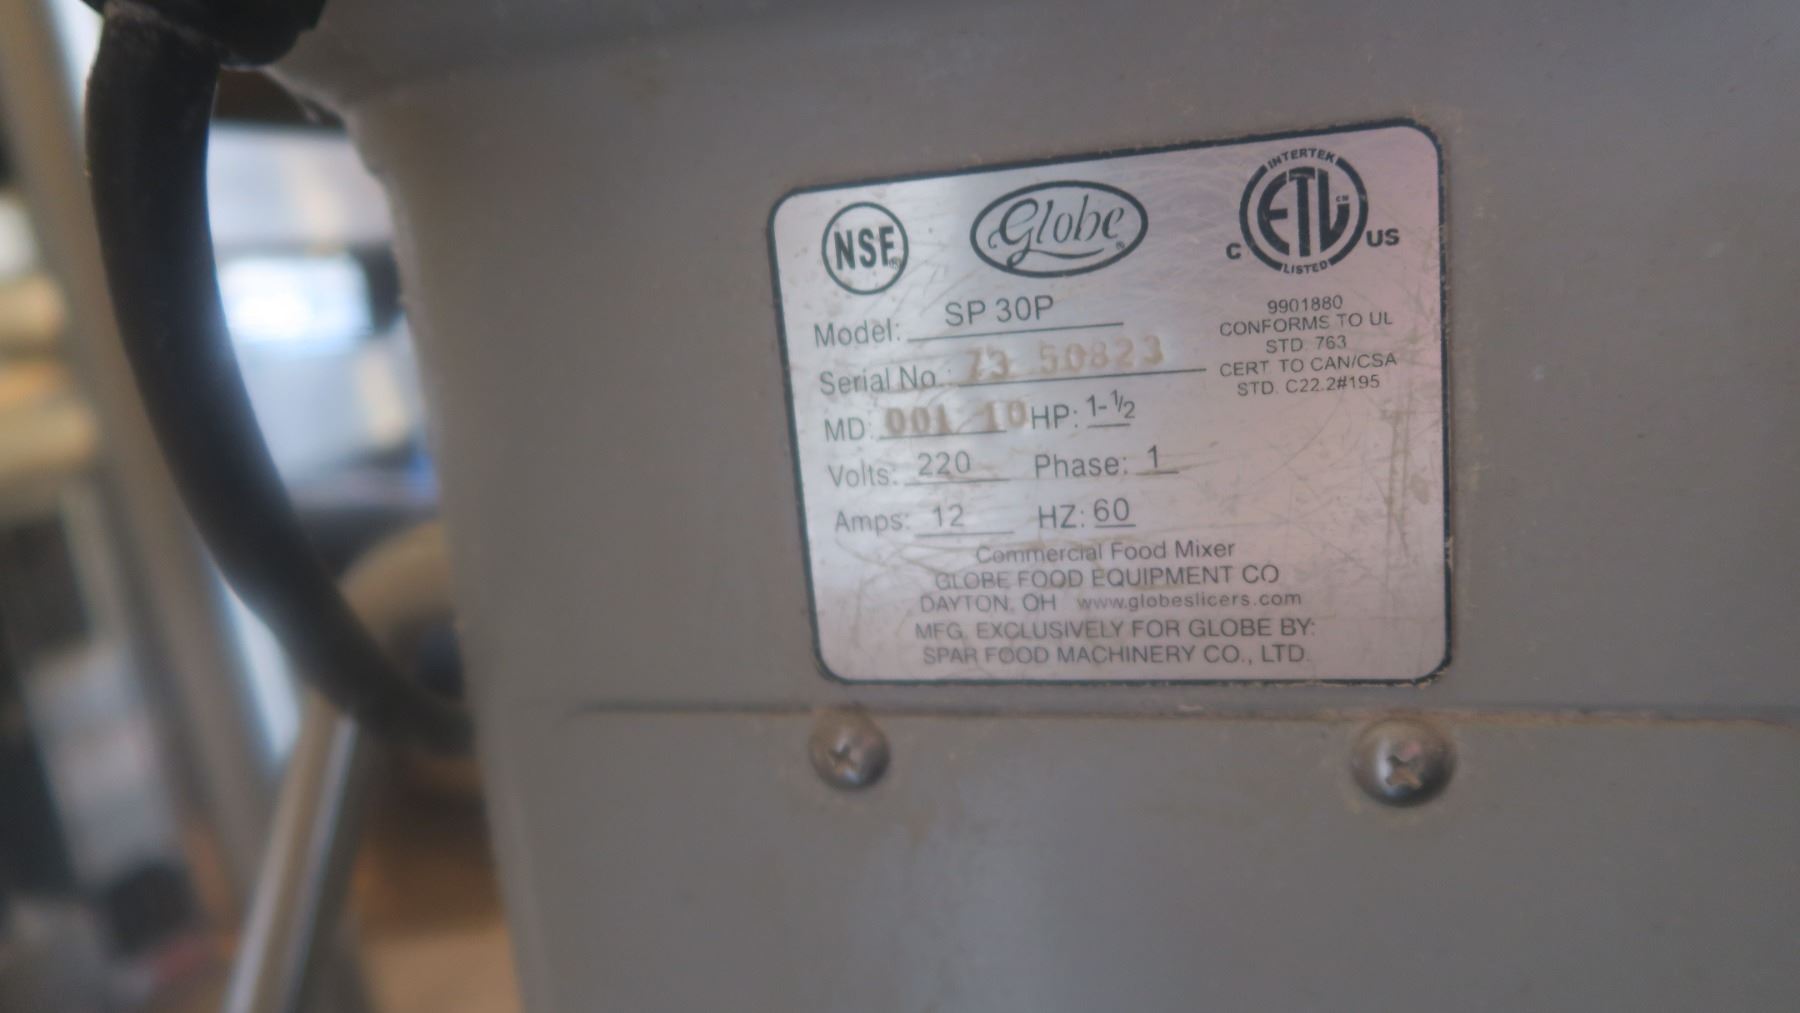 NSF
Globe®
INTERTEK
ETL CM
LISTED
C US
Model: SP 30P
Serial No.: 73 50823
MD: 001 10 HP: 1-1/2
Volts: 220 Phase: 1
Amps: 12 HZ: 60
9901880
CONFORMS TO UL
STD. 763
CERT. TO CAN/CSA
STD. C22.2#195
Commercial Food Mixer
GLOBE FOOD EQUIPMENT CO
DAYTON, OH www.globeslicers.com
MFG. EXCLUSIVELY FOR GLOBE BY:
SPAR FOOD MACHINERY CO., LTD.